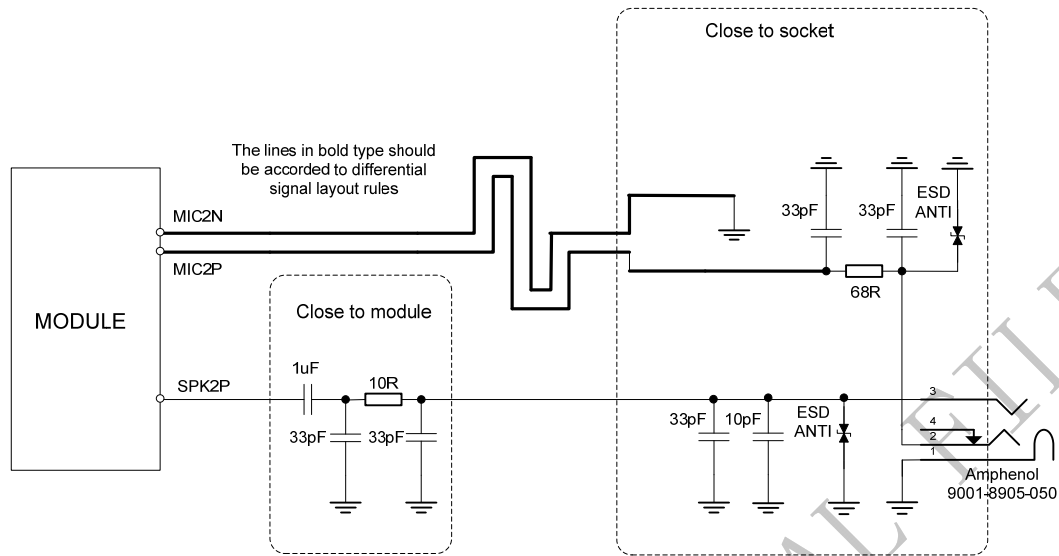 Close to socket
The lines in bold type should
be accorded to differential
signal layout rules
MIC2N
MIC2P
33pF
33pF
ESD
ANTI
68R
MODULE
Close to module
SPK2P
1uF
10R
33pF
33pF
33pF
10pF
ESD
ANTI
3
4
2
1
Amphenol
9001-8905-050